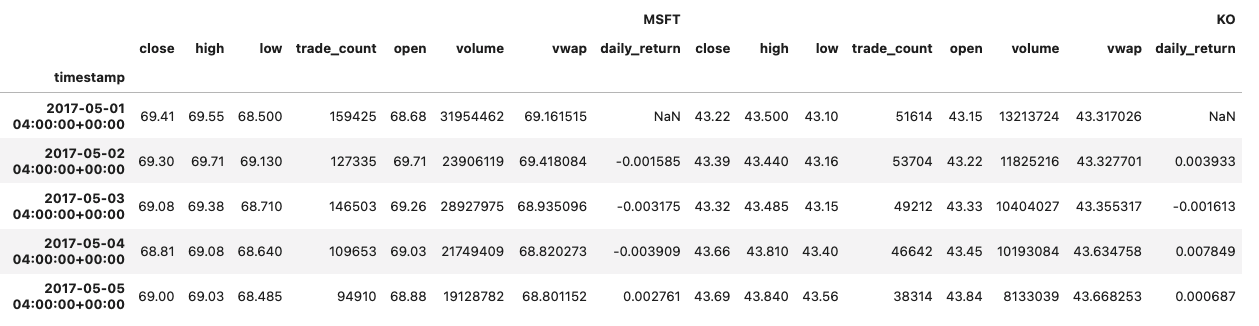 MSFT KO
close high low trade_count open volume vwap daily_return close high low trade_count open volume vwap daily_return
timestamp
2017-05-01
04:00:00+00:00 69.41 69.55 68.500 159425 68.68 31954462 69.161515 NaN 43.22 43.500 43.10 51614 43.15 13213724 43.317026 NaN
2017-05-02
04:00:00+00:00 69.30 69.71 69.130 127335 69.71 23906119 69.418084 -0.001585 43.39 43.440 43.16 53704 43.22 11825216 43.327701 0.003933
2017-05-03
04:00:00+00:00 69.08 69.38 68.710 146503 69.26 28927975 68.935096 -0.003175 43.32 43.485 43.15 49212 43.33 10404027 43.355317 -0.001613
2017-05-04
04:00:00+00:00 68.81 69.08 68.640 109653 69.03 21749409 68.820273 -0.003909 43.66 43.810 43.40 46642 43.45 10193084 43.634758 0.007849
2017-05-05
04:00:00+00:00 69.00 69.03 68.485 94910 68.88 19128782 68.801152 0.002761 43.69 43.840 43.56 38314 43.84 8133039 43.668253 0.000687